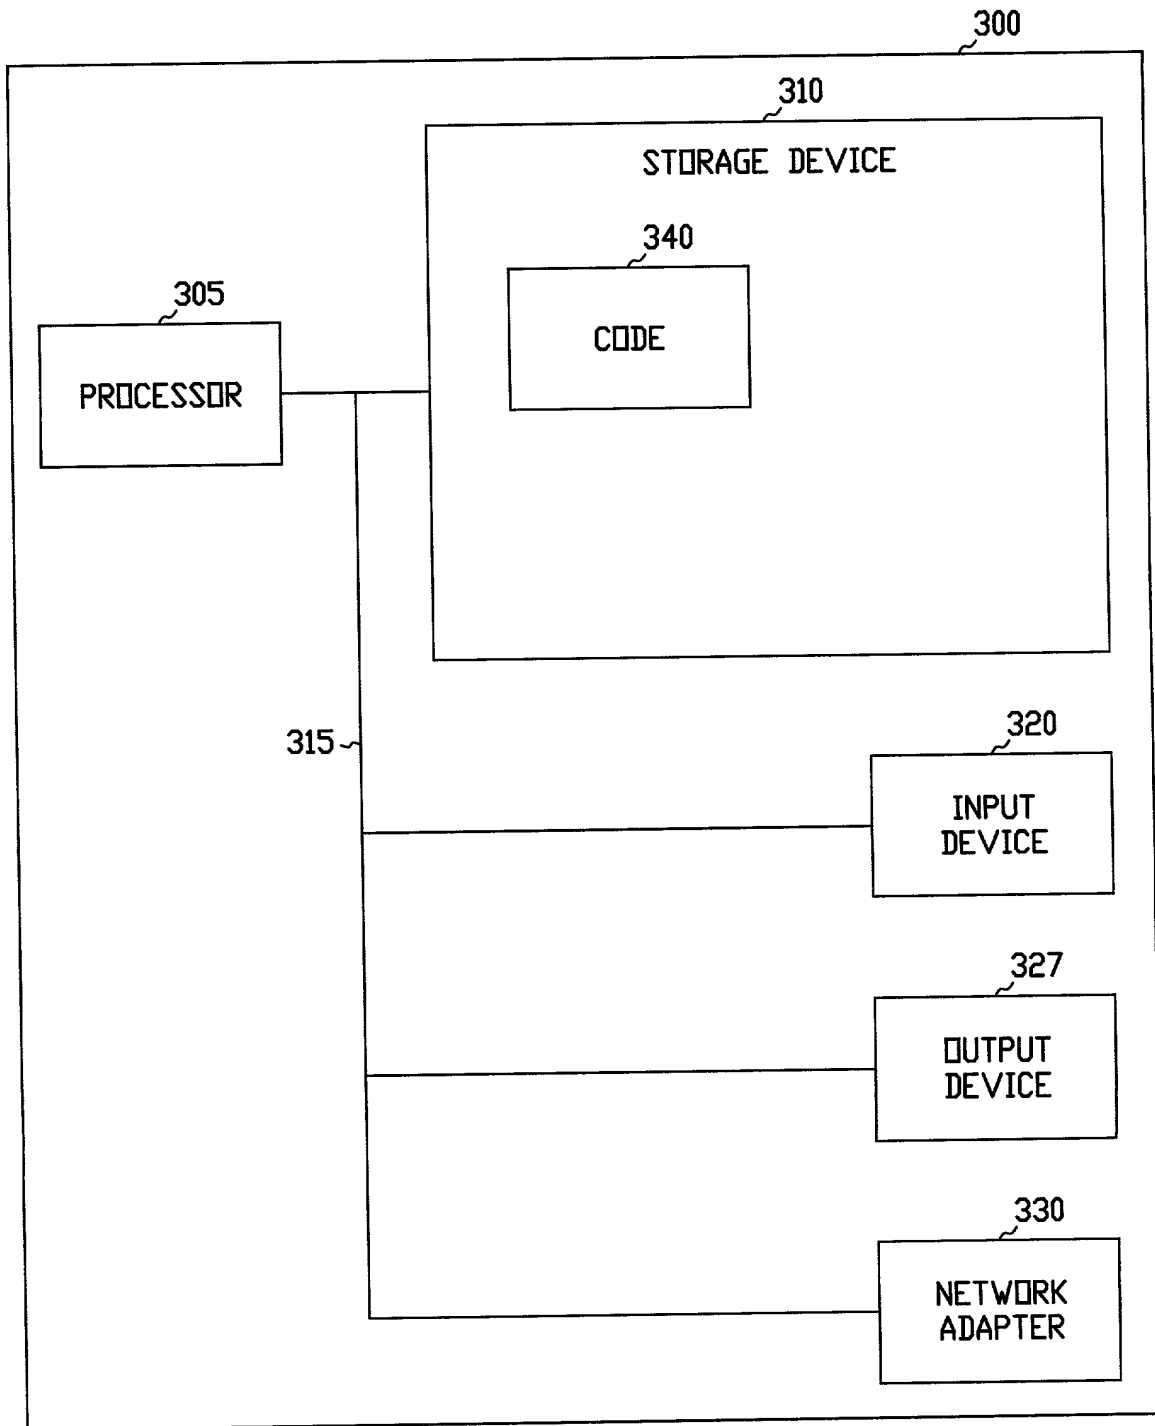 300
310
STORAGE DEVICE
340
CODE
305
PROCESSOR
315
320
INPUT
DEVICE
327
OUTPUT
DEVICE
330
NETWORK
ADAPTER